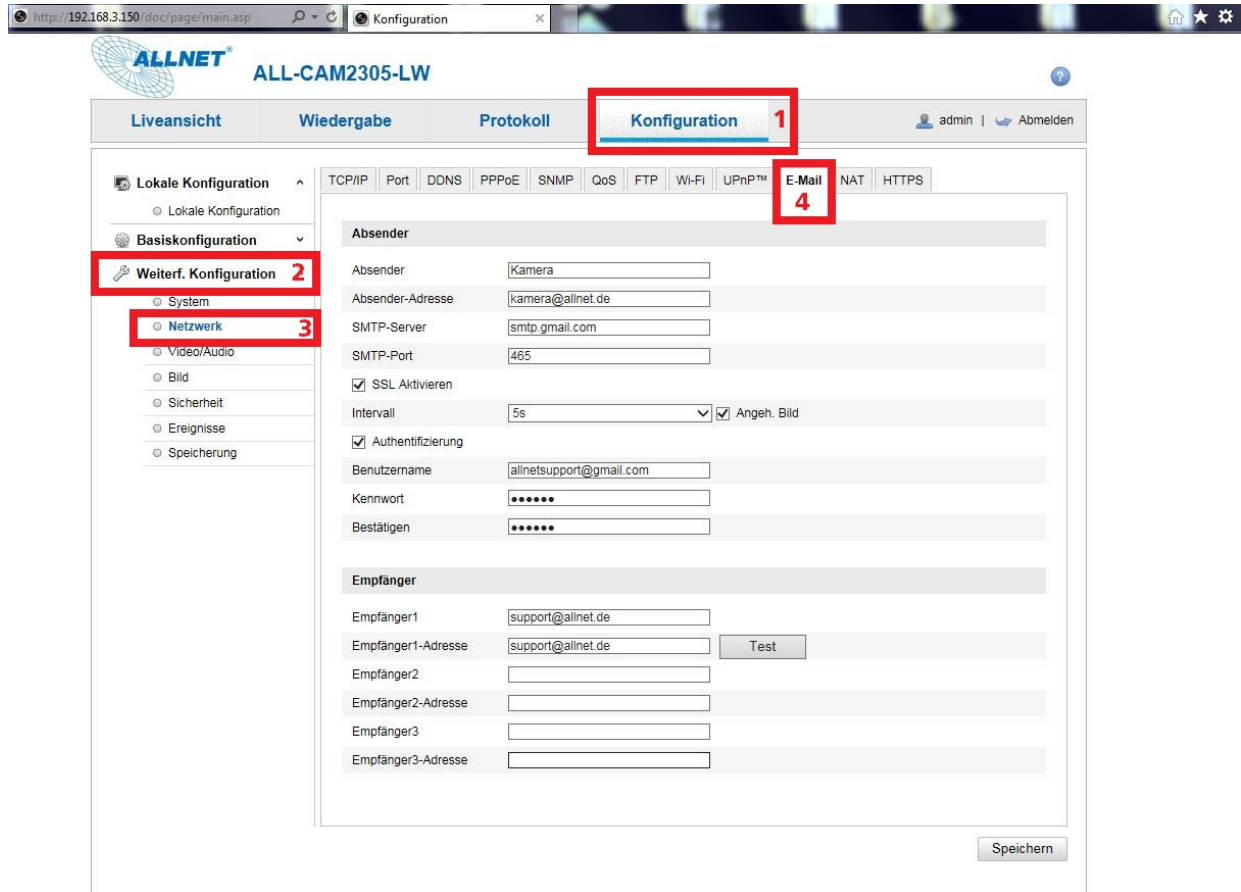 http://192.168.3.150/doc/page/main.asp
Konfiguration
ALLNET®
ALL-CAM2305-LW
Liveansicht
Wiedergabe
Protokoll
Konfiguration 1
admin | Abmelden
Lokale Konfiguration
Lokale Konfiguration
Basiskonfiguration
Weiterf. Konfiguration 2
System
Netzwerk 3
Video/Audio
Bild
Sicherheit
Ereignisse
Speicherung
TCP/IP Port DDNS PPPoE SNMP QoS FTP Wi-Fi UPnP™ E-Mail NAT HTTPS
4
Absender
Absender Kamera
Absender-Adresse kamera@allnet.de
SMTP-Server smtp.gmail.com
SMTP-Port 465
SSL Aktivieren
Intervall 5s Angeh. Bild
Authentifizierung
Benutzername allnetsupport@gmail.com
Kennwort ••••••
Bestätigen ••••••
Empfänger
Empfänger1 support@allnet.de
Empfänger1-Adresse support@allnet.de Test
Empfänger2
Empfänger2-Adresse
Empfänger3
Empfänger3-Adresse
Speichern